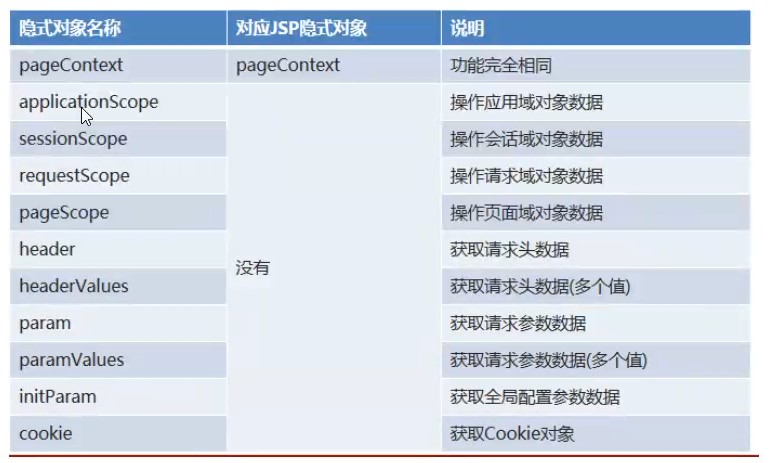 隐式对象名称 对应JSP隐式对象 说明
pageContext pageContext 功能完全相同
applicationScope 操作应用域对象数据
sessionScope 操作会话域对象数据
requestScope 操作请求域对象数据
pageScope 操作页面域对象数据
header 获取请求头数据
没有
headerValues 获取请求头数据(多个值)
param 获取请求参数数据
paramValues 获取请求参数数据(多个值)
initParam 获取全局配置参数数据
cookie 获取Cookie对象